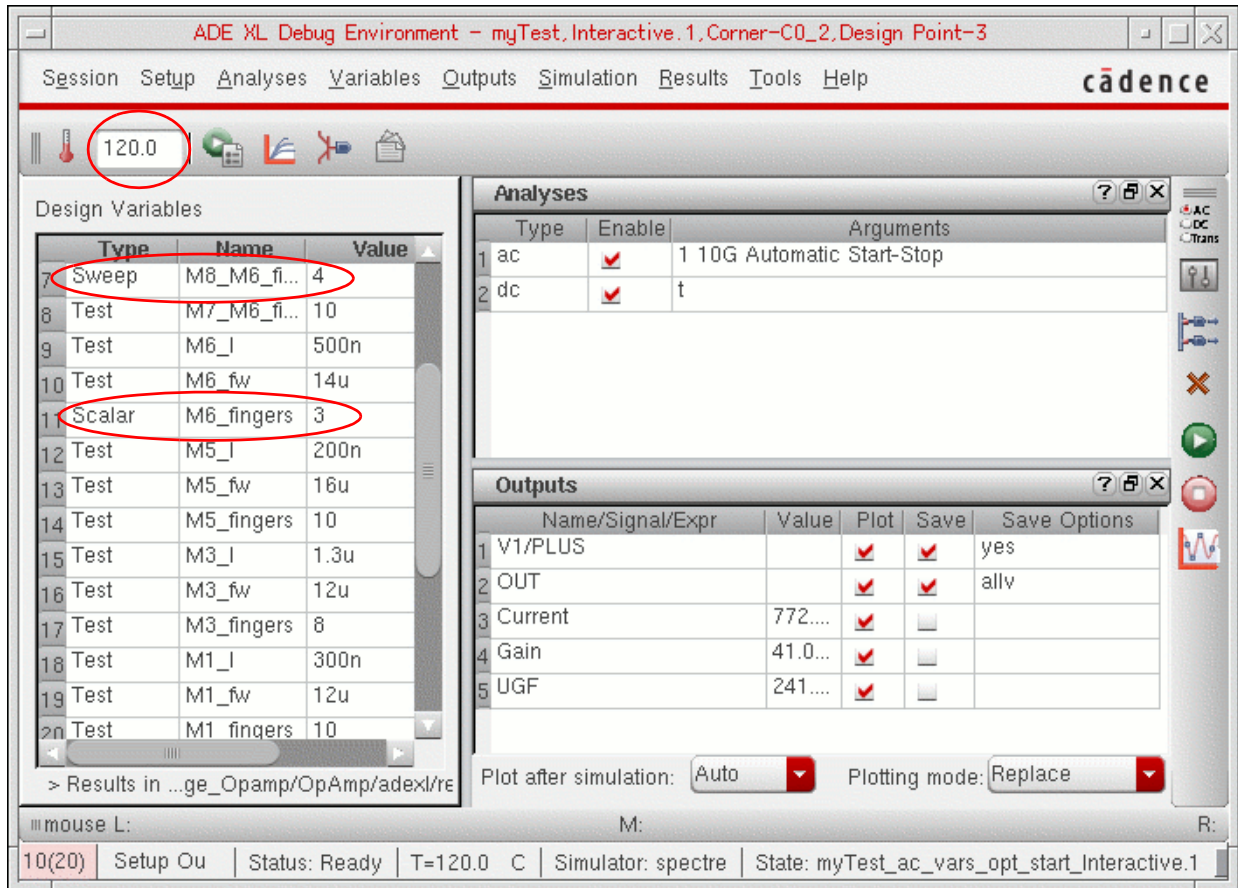 ADE XL Debug Environment - myTest,Interactive.1,Corner-C0_2,Design Point-3
Session Setup Analyses Variables Outputs Simulation Results Tools Help cādence
120.0
Design Variables
Type Name Value
7 Sweep M8_M6_fi... 4
8 Test M7_M6_fi... 10
9 Test M6_l 500n
10 Test M6_fw 14u
11 Scalar M6_fingers 3
12 Test M5_l 200n
13 Test M5_fw 16u
14 Test M5_fingers 10
15 Test M3_l 1.3u
16 Test M3_fw 12u
17 Test M3_fingers 8
18 Test M1_l 300n
19 Test M1_fw 12u
20 Test M1_fingers 10
> Results in ...ge_Opamp/OpAmp/adexl/re
Analyses
Type Enable Arguments
1 ac 1 10G Automatic Start-Stop
2 dc t
Outputs
Name/Signal/Expr Value Plot Save Save Options
1 V1/PLUS yes
2 OUT allv
3 Current 772....
4 Gain 41.0...
5 UGF 241....
Plot after simulation: Auto Plotting mode: Replace
AC
DC
Trans
mouse L: M: R:
10(20) Setup Ou Status: Ready T=120.0 C Simulator: spectre State: myTest_ac_vars_opt_start_Interactive.1